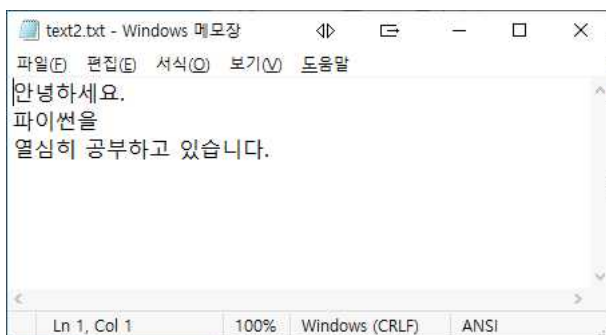 text2.txt - Windows 메모장
파일(F) 편집(E) 서식(O) 보기(V) 도움말
안녕하세요.
파이썬을
열심히 공부하고 있습니다.
Ln 1, Col 1 100% Windows (CRLF) ANSI